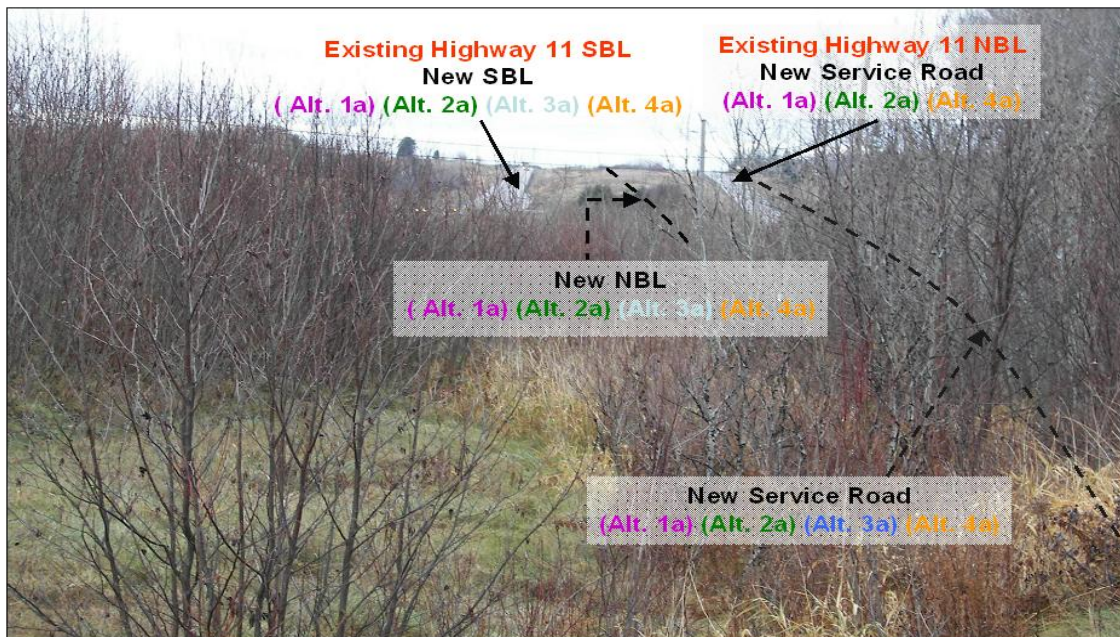 Existing Highway 11 SBL
New SBL
( Alt. 1a) (Alt. 2a) (Alt. 3a) (Alt. 4a)
Existing Highway 11 NBL
New Service Road
(Alt. 1a) (Alt. 2a) (Alt. 4a)
New NBL
( Alt. 1a) (Alt. 2a) (Alt. 3a) (Alt. 4a)
New Service Road
(Alt. 1a) (Alt. 2a) (Alt. 3a) (Alt. 4a)